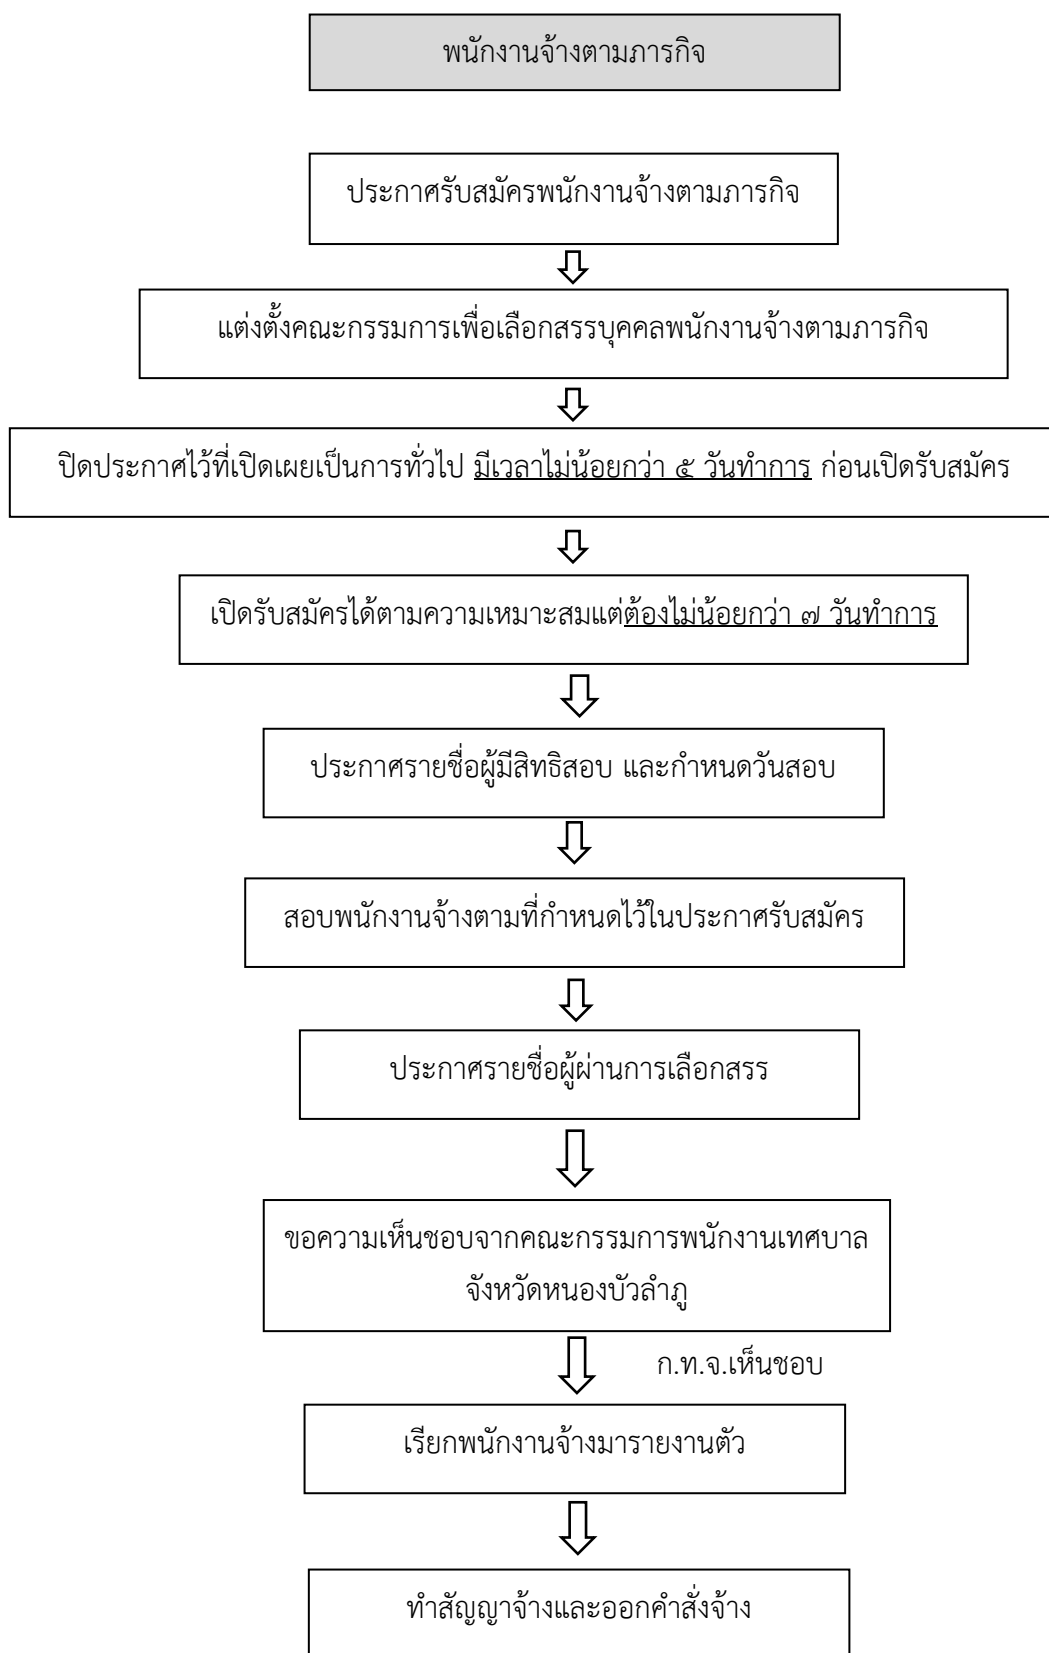 พนักงานจ้างตามภารกิจ
ประกาศรับสมัครพนักงานจ้างตามภารกิจ
แต่งตั้งคณะกรรมการเพื่อเลือกสรรบุคคลพนักงานจ้างตามภารกิจ
ปิดประกาศไว้ที่เปิดเผยเป็นการทั่วไป มีเวลาไม่น้อยกว่า ๕ วันทำการ ก่อนเปิดรับสมัคร
เปิดรับสมัครได้ตามความเหมาะสมแต่ต้องไม่น้อยกว่า ๗ วันทำการ
ประกาศรายชื่อผู้มีสิทธิสอบ และกำหนดวันสอบ
สอบพนักงานจ้างตามที่กำหนดไว้ในประกาศรับสมัคร
ประกาศรายชื่อผู้ผ่านการเลือกสรร
ขอความเห็นชอบจากคณะกรรมการพนักงานเทศบาล
จังหวัดหนองบัวลำภู
ก.ท.จ.เห็นชอบ
เรียกพนักงานจ้างมารายงานตัว
ทำสัญญาจ้างและออกคำสั่งจ้าง